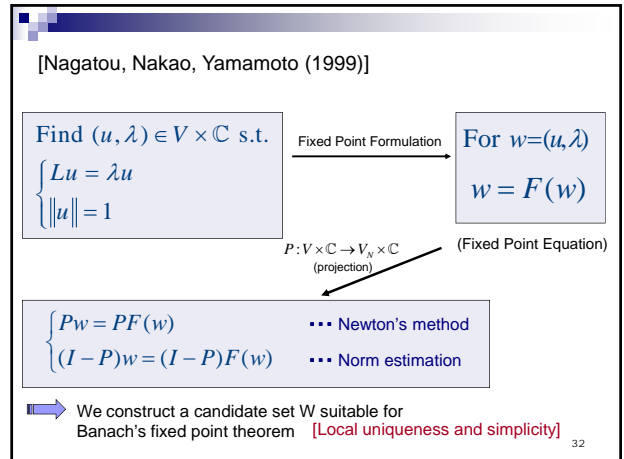 [Nagatou, Nakao, Yamamoto (1999)]
Find (u, λ) ∈ V × ℂ s.t.
{ Lu = λu
‖u‖ = 1
Fixed Point Formulation
For w=(u,λ)
w = F(w)
(Fixed Point Equation)
P : V × ℂ → V_N × ℂ
(projection)
{ Pw = PF(w) ··· Newton's method
(I − P)w = (I − P)F(w) ··· Norm estimation
We construct a candidate set W suitable for
Banach's fixed point theorem [Local uniqueness and simplicity]
32